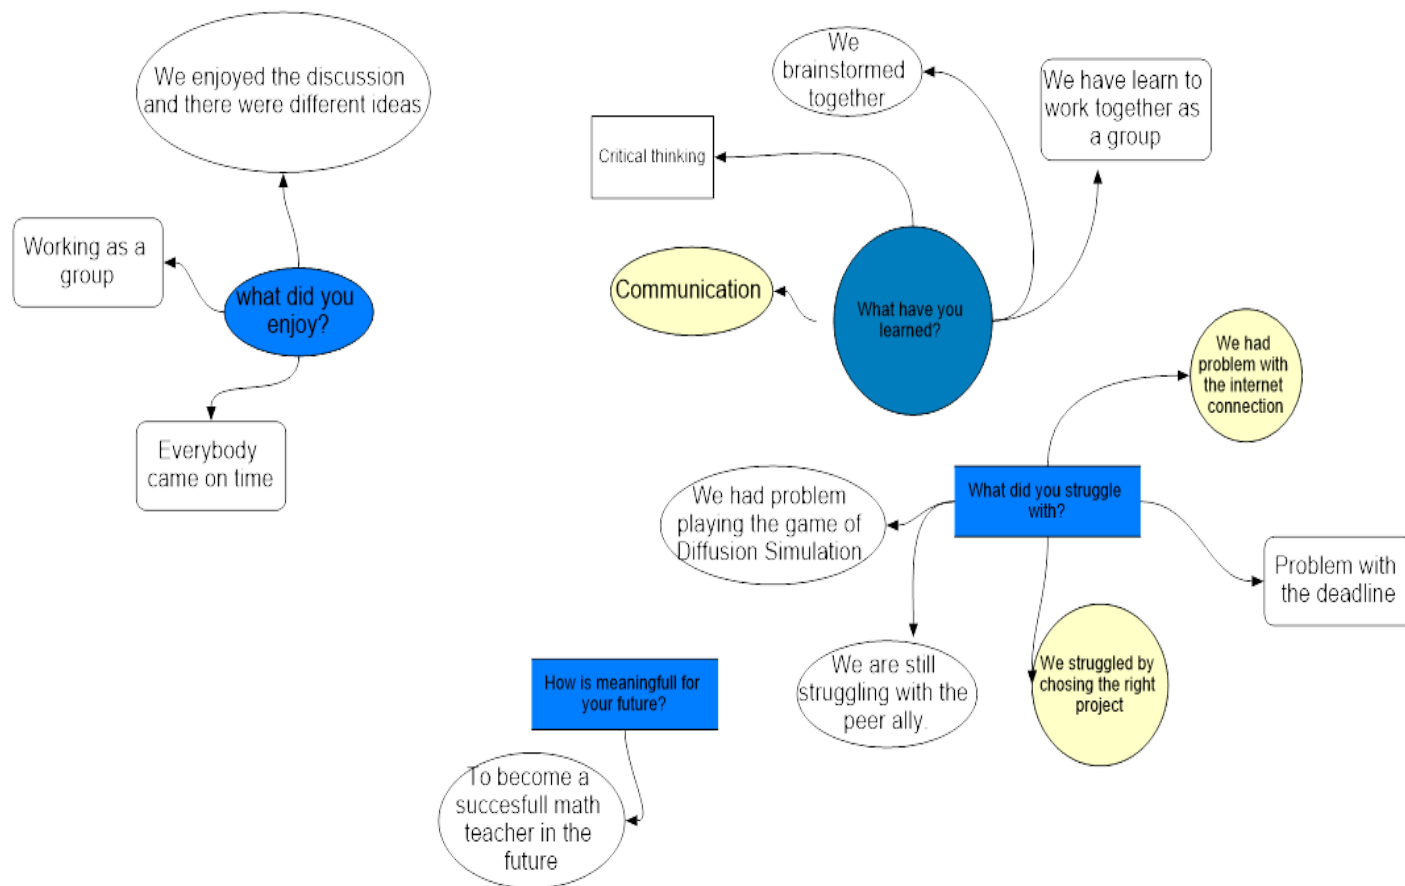 We enjoyed the discussion
and there were different ideas
Working as a
group
what did you
enjoy?
Everybody
came on time
We
brainstormed
together
We have learn to
work together as
a group
Critical thinking
Communication
What have you
learned?
We had
problem with
the internet
connection
What did you struggle
with?
We had problem
playing the game of
Diffusion Simulation
Problem with
the deadline
We are still
struggling with the
peer ally.
We struggled by
chosing the right
project
How is meaningfull for
your future?
To become a
succesfull math
teacher in the
future